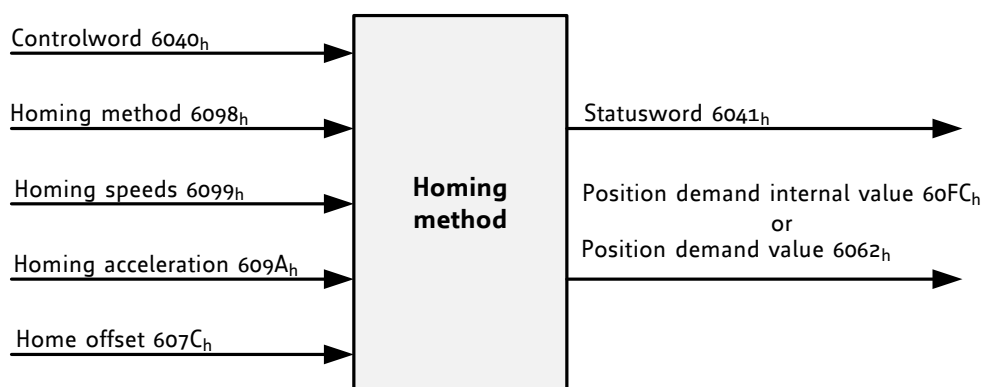 Controlword 6040h
Homing method 6098h
Homing speeds 6099h
Homing acceleration 609Ah
Home offset 607Ch
Homing
method
Statusword 6041h
Position demand internal value 60FCh
or
Position demand value 6062h